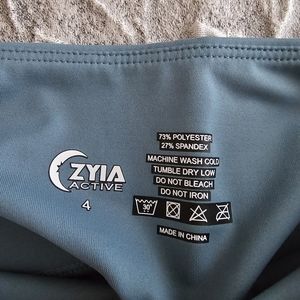 ZYIA
ACTIVE
4
73% POLYESTER
27% SPANDEX
MACHINE WASH COLD
TUMBLE DRY LOW
DO NOT BLEACH
DO NOT IRON
30°
MADE IN CHINA